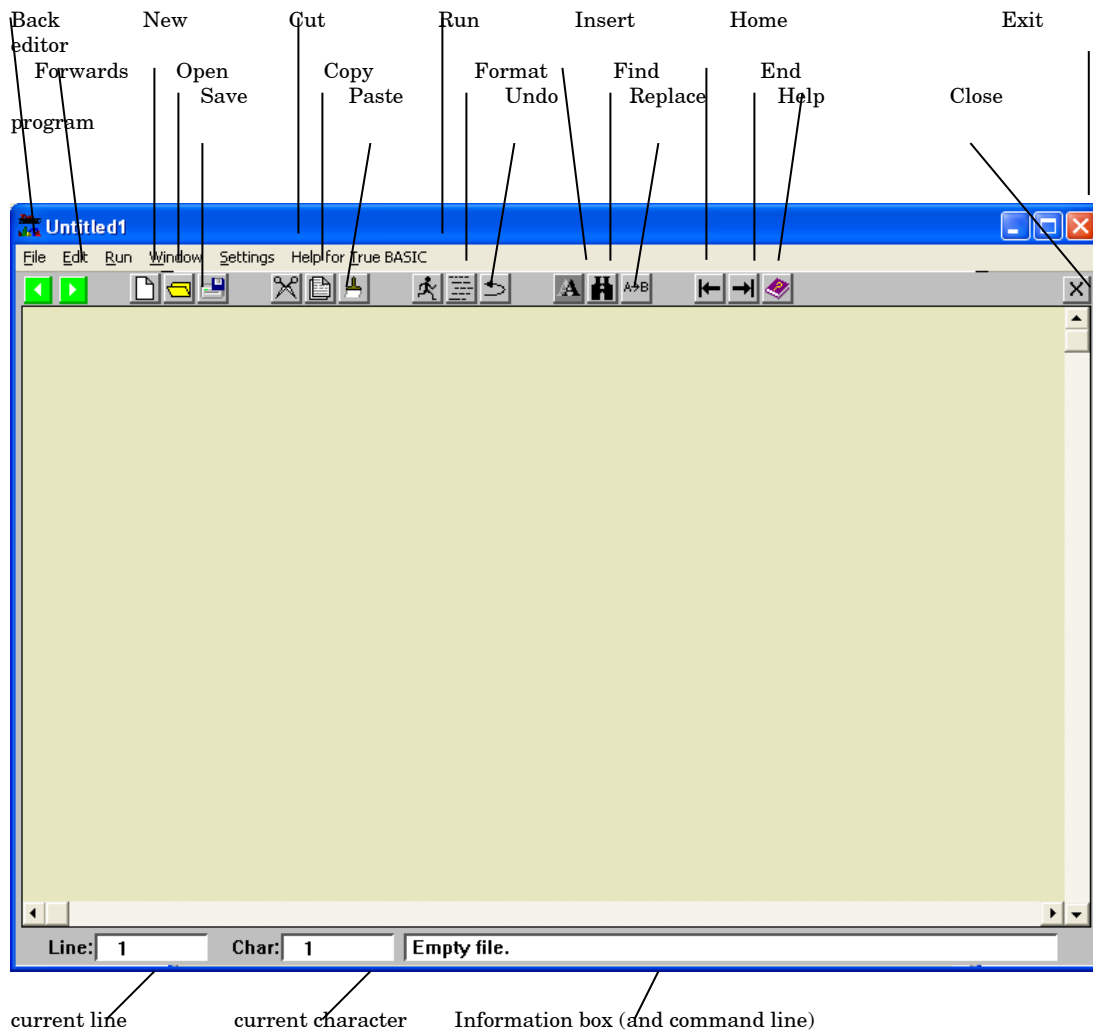 Back New Cut Run Insert Home Exit
editor
Forwards Open Copy Format Find End
Save Paste Undo Replace Help Close
program
Untitled1
File Edit Run Window Settings Help for True BASIC
A A→B ?
Line: 1 Char: 1 Empty file.
current line current character Information box (and command line)